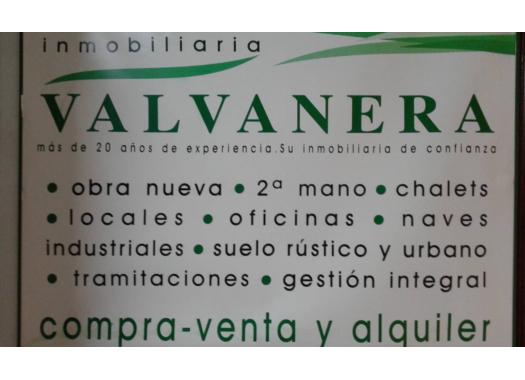 inmobiliaria
VALVANERA
más de 20 años de experiencia.Su inmobiliaria de confianza
• obra nueva • 2ª mano • chalets
• locales • oficinas • naves
industriales • suelo rústico y urbano
• tramitaciones • gestión integral
compra-venta y alquiler